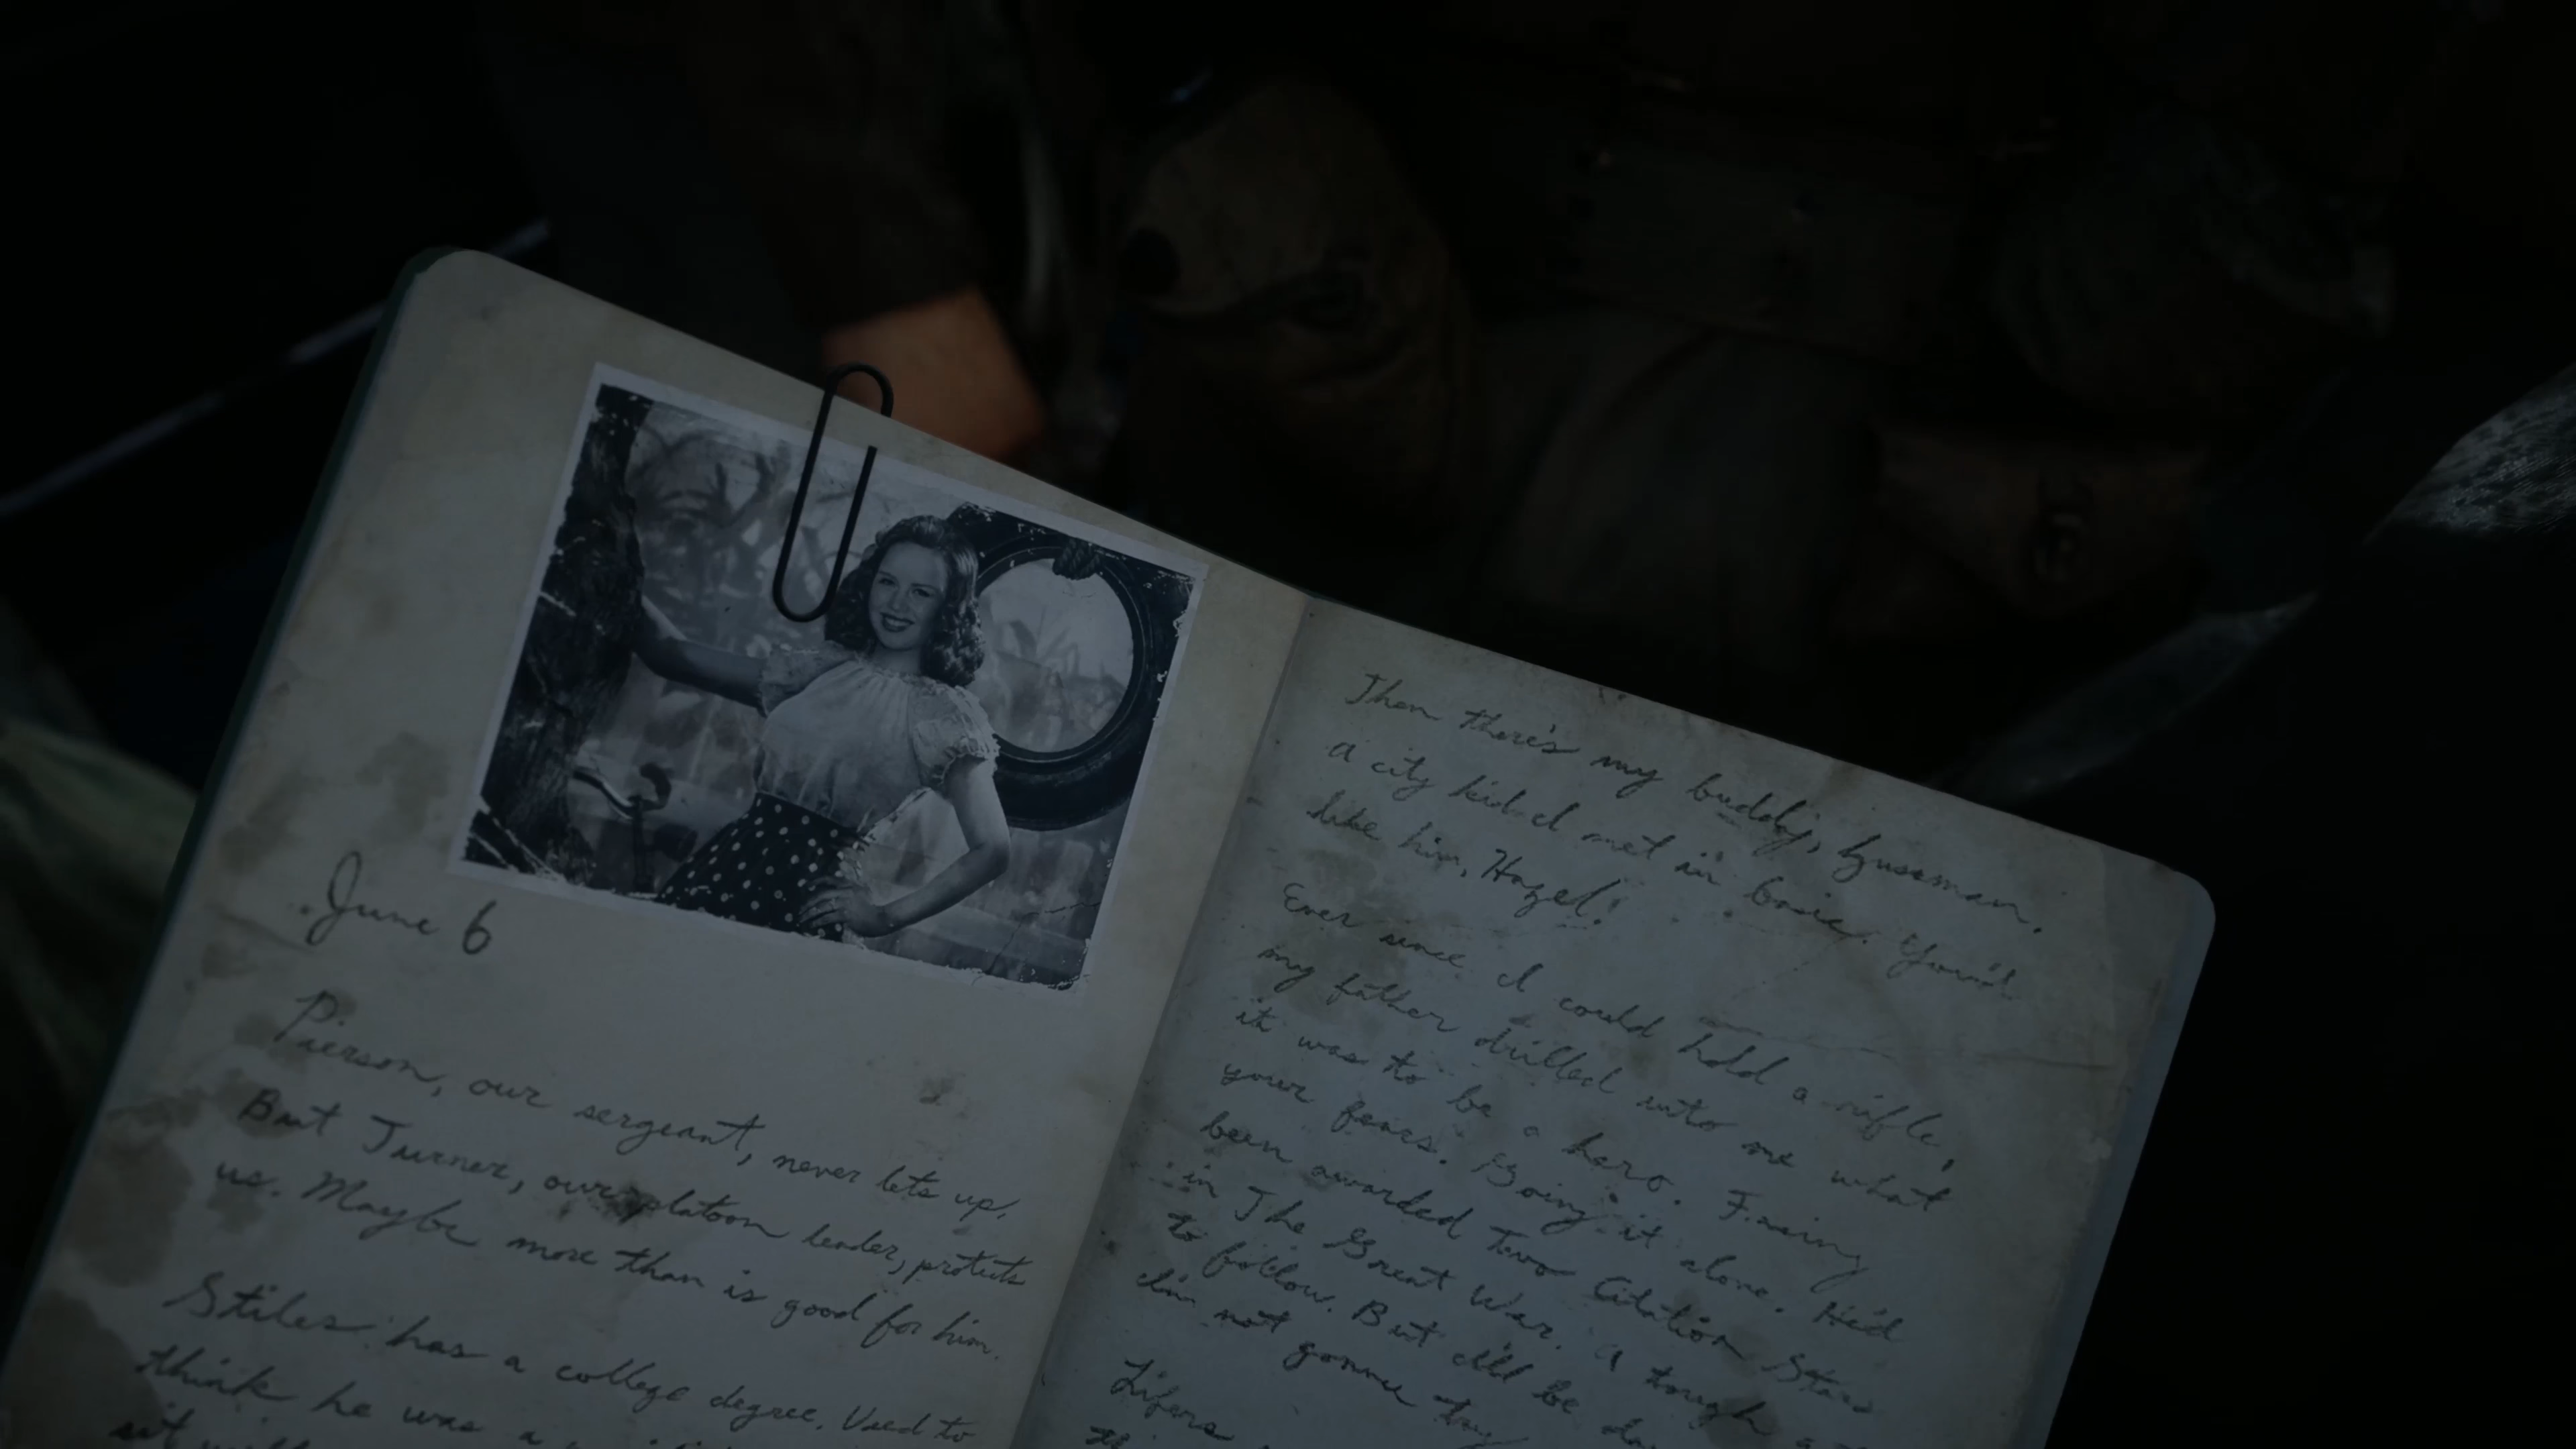 June 6
Pierson, our sergeant, never lets up.
But Turner, our platoon leader, protects
us. Maybe more than is good for him.
Stiles has a college degree. Used to
think he was a
Then there's my buddy, Zussman.
A city kid I met in basic. You'd
like him, Hazel!
Ever since I could hold a rifle,
my father drilled into me what
it was to be a hero. Facing
your fears. Going it alone. He'd
been awarded Two Citation Stars
in The Great War. A tough
to follow. But I'll be
din not gonna
Lifers